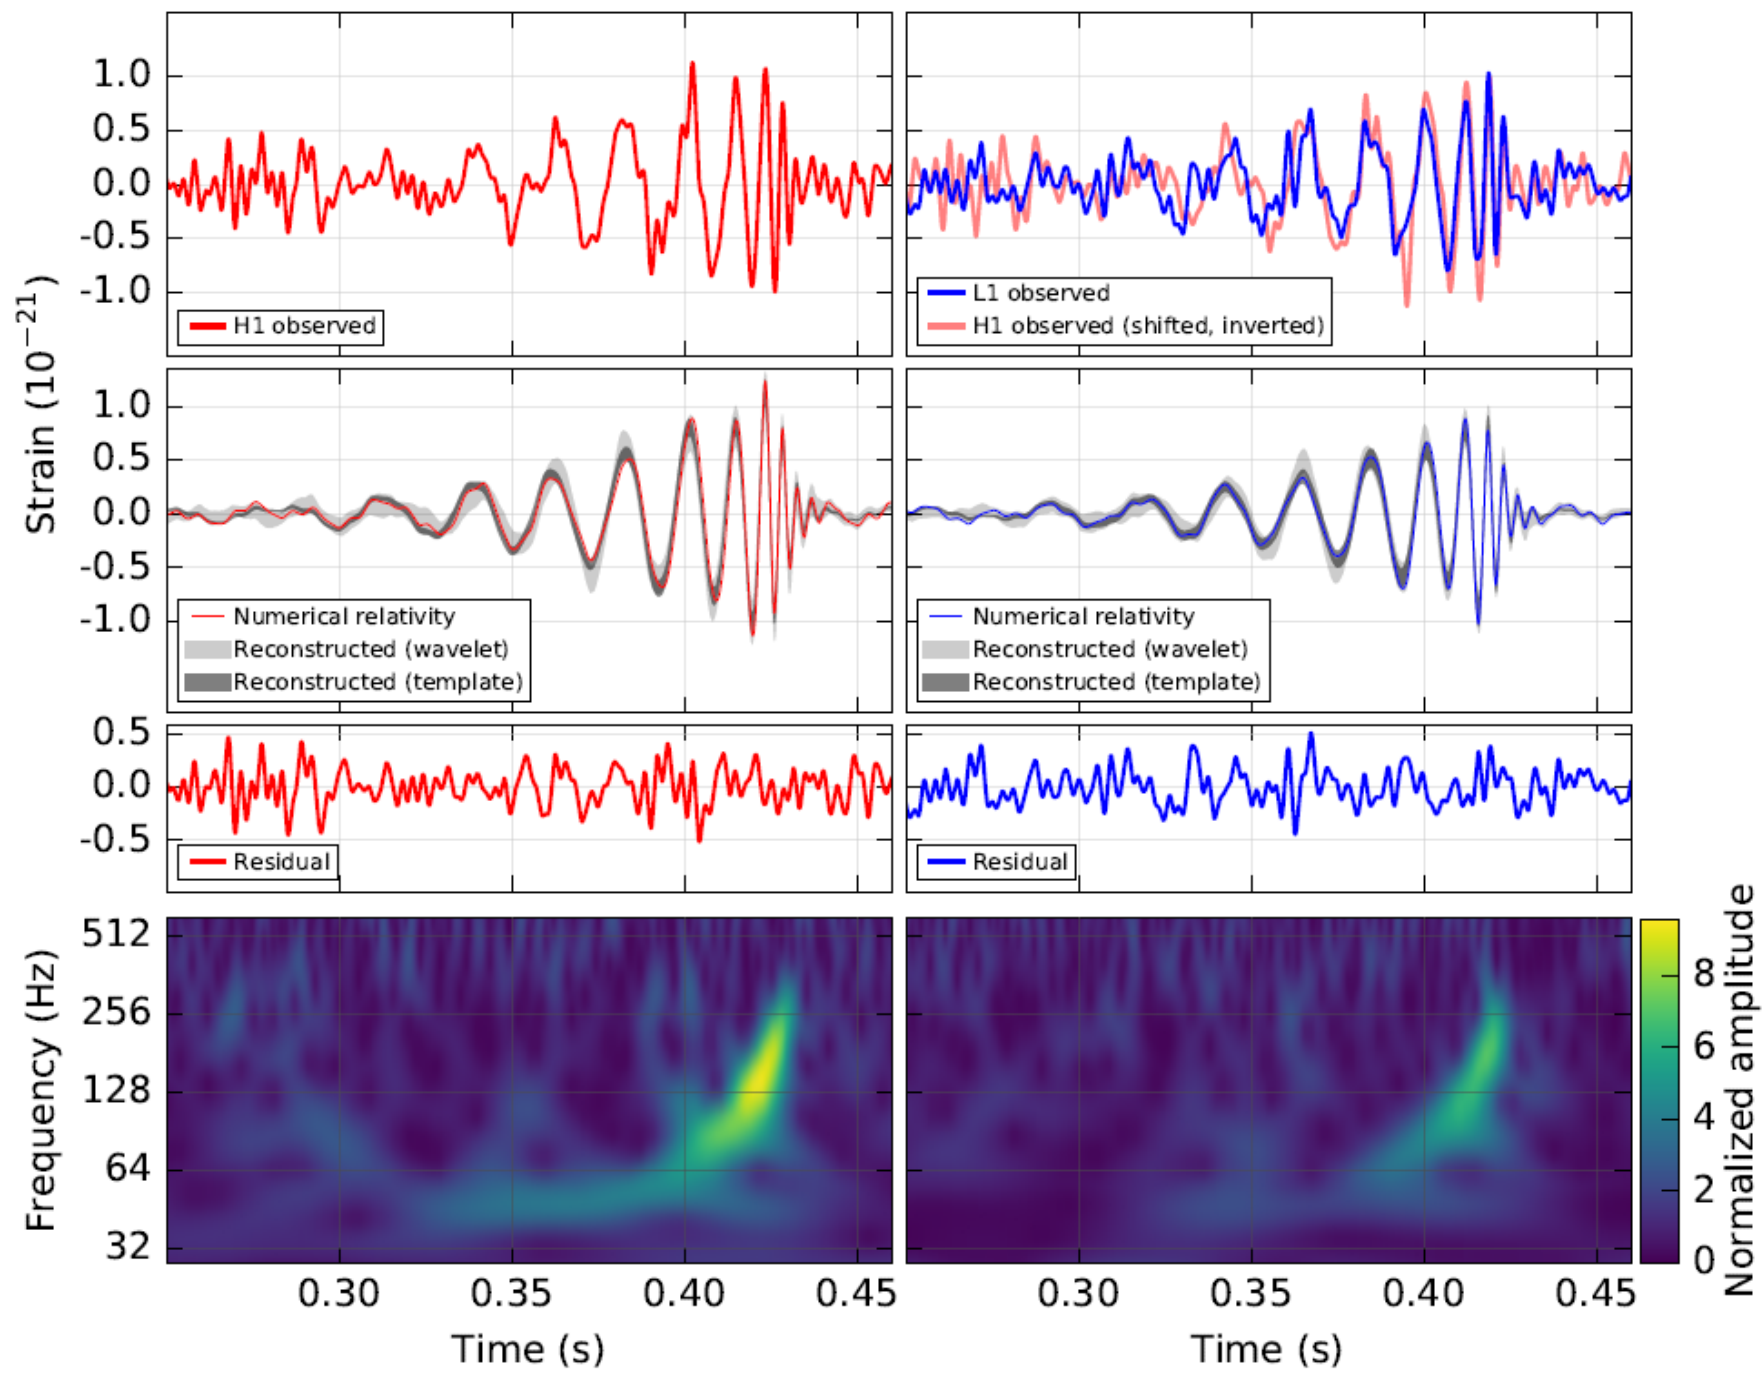 Strain (10⁻²¹)
1.0
0.5
0.0
-0.5
-1.0
H1 observed
L1 observed
H1 observed (shifted, inverted)
1.0
0.5
0.0
-0.5
-1.0
Numerical relativity
Reconstructed (wavelet)
Reconstructed (template)
Numerical relativity
Reconstructed (wavelet)
Reconstructed (template)
0.5
0.0
-0.5
Residual
Residual
Frequency (Hz)
512
256
128
64
32
Normalized amplitude
8
6
4
2
0
0.30 0.35 0.40 0.45
0.30 0.35 0.40 0.45
Time (s)
Time (s)